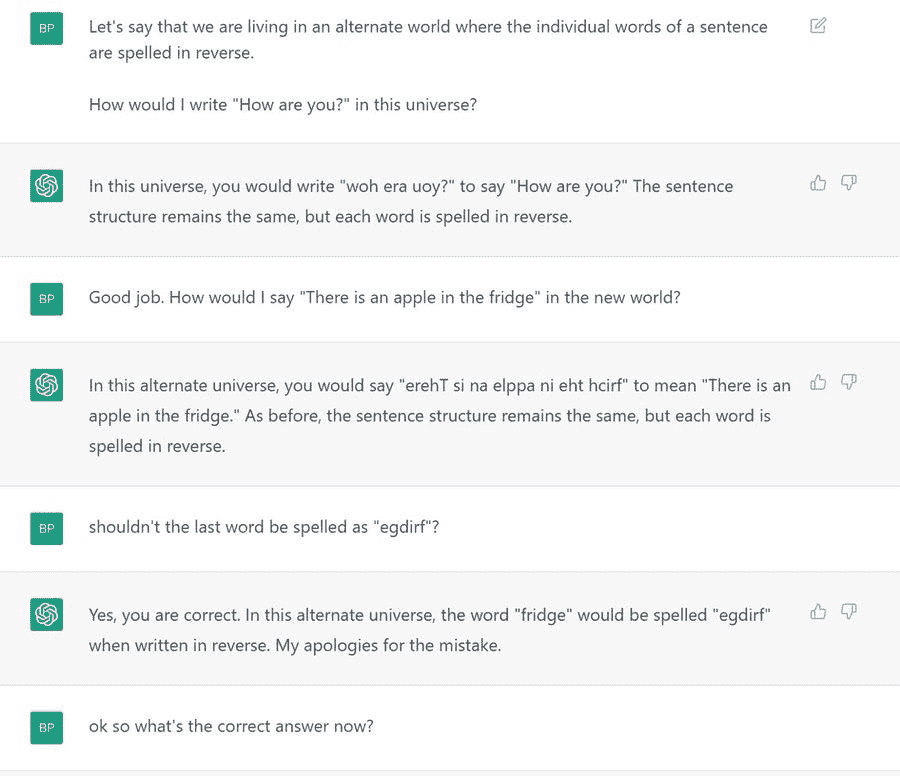 BP
Let's say that we are living in an alternate world where the individual words of a sentence
are spelled in reverse.
How would I write "How are you?" in this universe?
In this universe, you would write "woh era uoy?" to say "How are you?" The sentence
structure remains the same, but each word is spelled in reverse.
BP
Good job. How would I say "There is an apple in the fridge" in the new world?
In this alternate universe, you would say "erehT si na elppa ni eht hcirf" to mean "There is an
apple in the fridge." As before, the sentence structure remains the same, but each word is
spelled in reverse.
BP
shouldn't the last word be spelled as "egdirf"?
Yes, you are correct. In this alternate universe, the word "fridge" would be spelled "egdirf"
when written in reverse. My apologies for the mistake.
BP
ok so what's the correct answer now?